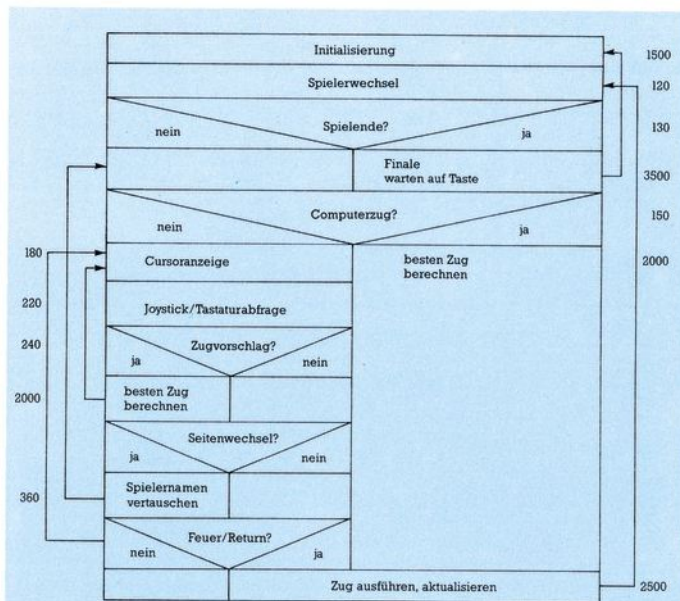 Initialisierung
1500
Spielerwechsel
120
Spielende?
130
nein
ja
Finale
warten auf Taste
3500
Computerzug?
150
nein
ja
180
Cursoranzeige
besten Zug
berechnen
2000
220
Joystick/Tastaturabfrage
240
Zugvorschlag?
ja
nein
2000
besten Zug
berechnen
Seitenwechsel?
ja
nein
360
Spielernamen
vertauschen
Feuer/Return?
nein
ja
Zug ausführen, aktualisieren
2500